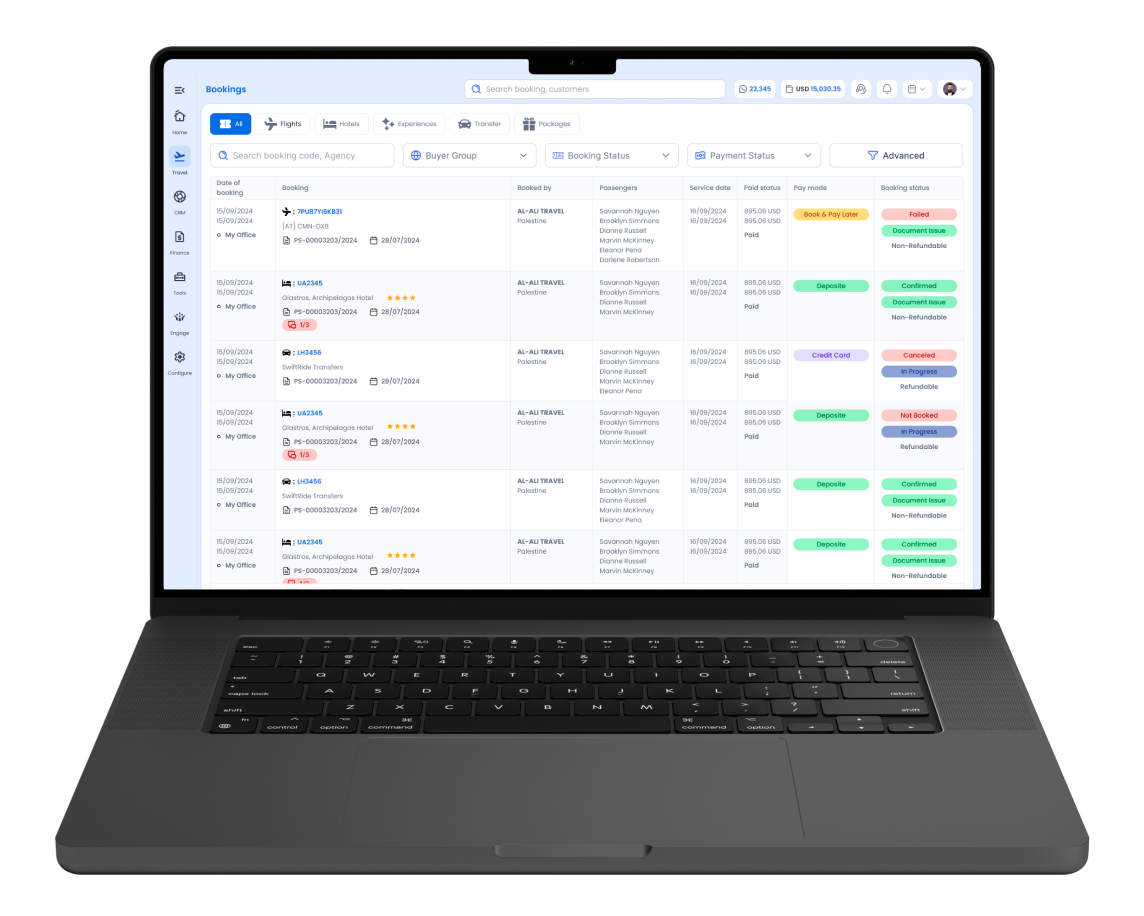 Bookings
Search booking, customers
23,345
USD 15,030.35
Home
Travel
CRM
Finance
Tools
Engage
Configure
All
Flights
Hotels
Experiences
Transfer
Packages
Search booking code, Agency
Buyer Group
Booking Status
Payment Status
Advanced
Date of booking
Booking
Booked by
Passengers
Service date
Paid status
Pay mode
Booking status
15/09/2024
15/09/2024
My Office
: 7PU87YI6KB31
[AT] CMN-DXB
PS-00003203/2024 28/07/2024
AL-ALI TRAVEL
Palestine
Savannah Nguyen
Brooklyn Simmons
Dianne Russell
Marvin McKinney
Eleanor Pena
Darlene Robertson
16/09/2024
16/09/2024
895.06 USD
895.06 USD
Paid
Book & Pay Later
Failed
Document Issue
Non-Refundable
15/09/2024
15/09/2024
My Office
: UA2345
Glastros, Archipelagos Hotel
PS-00003203/2024 28/07/2024
1/3
AL-ALI TRAVEL
Palestine
Savannah Nguyen
Brooklyn Simmons
Dianne Russell
Marvin McKinney
16/09/2024
16/09/2024
895.06 USD
895.06 USD
Paid
Deposite
Confirmed
Document Issue
Non-Refundable
15/09/2024
15/09/2024
My Office
: LH3456
SwiftRide Transfers
PS-00003203/2024 28/07/2024
AL-ALI TRAVEL
Palestine
Savannah Nguyen
Brooklyn Simmons
Dianne Russell
Marvin McKinney
Eleanor Pena
16/09/2024
16/09/2024
895.06 USD
895.06 USD
Paid
Credit Card
Canceled
In Progress
Refundable
15/09/2024
15/09/2024
My Office
: UA2345
Glastros, Archipelagos Hotel
PS-00003203/2024 28/07/2024
1/3
AL-ALI TRAVEL
Palestine
Savannah Nguyen
Brooklyn Simmons
Dianne Russell
Marvin McKinney
16/09/2024
16/09/2024
895.06 USD
895.06 USD
Paid
Deposite
Not Booked
In Progress
Refundable
15/09/2024
15/09/2024
My Office
: LH3456
SwiftRide Transfers
PS-00003203/2024 28/07/2024
AL-ALI TRAVEL
Palestine
Savannah Nguyen
Brooklyn Simmons
Dianne Russell
Marvin McKinney
Eleanor Pena
16/09/2024
16/09/2024
895.06 USD
895.06 USD
Paid
Deposite
Confirmed
Document Issue
Non-Refundable
15/09/2024
15/09/2024
My Office
: UA2345
Glastros, Archipelagos Hotel
PS-00003203/2024 28/07/2024
AL-ALI TRAVEL
Palestine
Savannah Nguyen
Brooklyn Simmons
Dianne Russell
Marvin McKinney
16/09/2024
16/09/2024
895.06 USD
895.06 USD
Paid
Deposite
Confirmed
Document Issue
Non-Refundable
esc
1 2 3 4 5 6 7 8 9 0
delete
tab Q W E R T Y U I O P
caps lock A S D F G H J K L
return
shift Z X C V B N M
shift
fn control option command command option